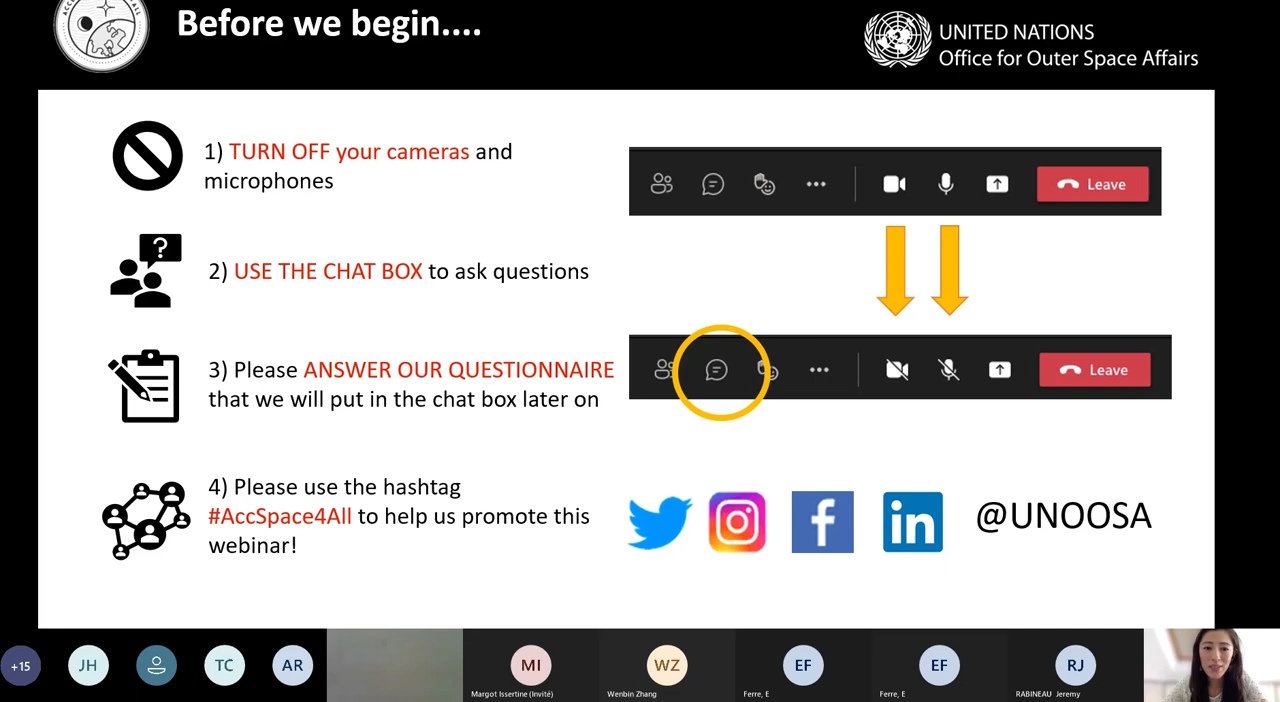 Before we begin....
UNITED NATIONS
Office for Outer Space Affairs
1) TURN OFF your cameras and
microphones
2) USE THE CHAT BOX to ask questions
3) Please ANSWER OUR QUESTIONNAIRE
that we will put in the chat box later on
4) Please use the hashtag
#AccSpace4All to help us promote this
webinar!
Leave
Leave
@UNOOSA
+15
JH
TC
AR
MI
Margot Issertine (Invité)
WZ
Wenbin Zhang
EF
Ferre, E
EF
Ferre, E
RJ
RABINEAU Jeremy